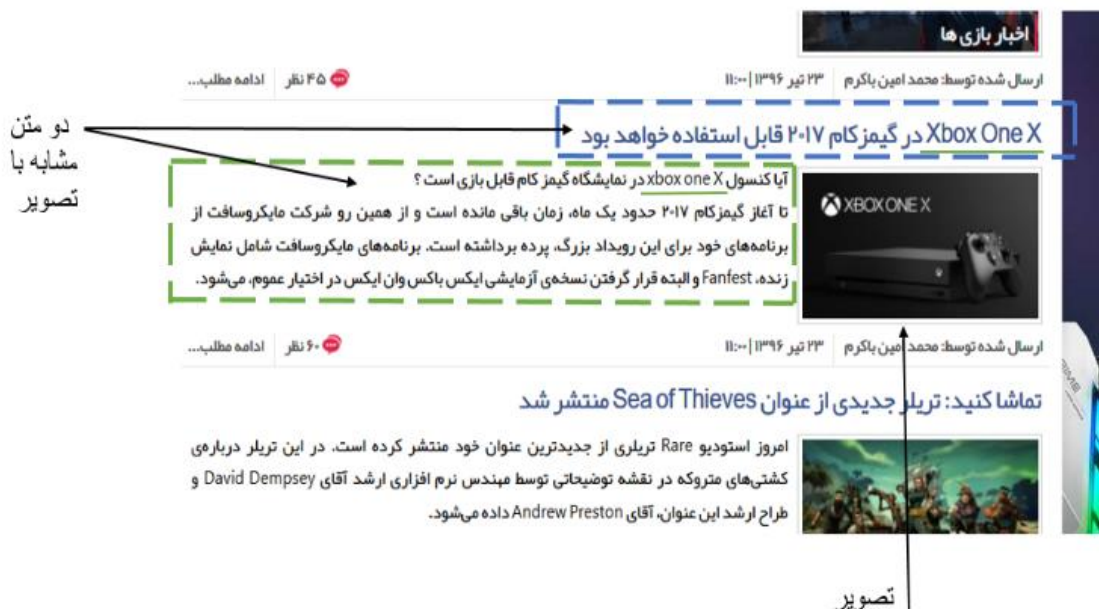 اخبار بازی ها
ارسال شده توسط: محمد امین باکرم ۲۳ تیر ۱۳۹۶ | ۱۱:۰۰ ۴۵ نظر ادامه مطلب...
Xbox One X در گیمزکام ۲۰۱۷ قابل استفاده خواهد بود
دو متن
مشابه با
تصویر
آیا کنسول xbox one X در نمایشگاه گیمز کام قابل بازی است ؟
تا آغاز گیمزکام ۲۰۱۷ حدود یک ماه، زمان باقی مانده است و از همین رو شرکت مایکروسافت از
برنامه‌های خود برای این رویداد بزرگ، پرده برداشته است. برنامه‌های مایکروسافت شامل نمایش
زنده، Fanfest و البته قرار گرفتن نسخه‌ی آزمایشی ایکس باکس وان ایکس در اختیار عموم، می‌شود.
XBOX ONE X
ارسال شده توسط: محمد امین باکرم ۲۳ تیر ۱۳۹۶ | ۱۱:۰۰ ۶۰ نظر ادامه مطلب...
تماشا کنید: تریلر جدیدی از عنوان Sea of Thieves منتشر شد
امروز استودیو Rare تریلری از جدیدترین عنوان خود منتشر کرده است. در این تریلر درباره‌ی
کشتی‌های متروکه در نقشه توضیحاتی توسط مهندس نرم افزاری ارشد آقای David Dempsey و
طراح ارشد این عنوان، آقای Andrew Preston داده می‌شود.
تصویر